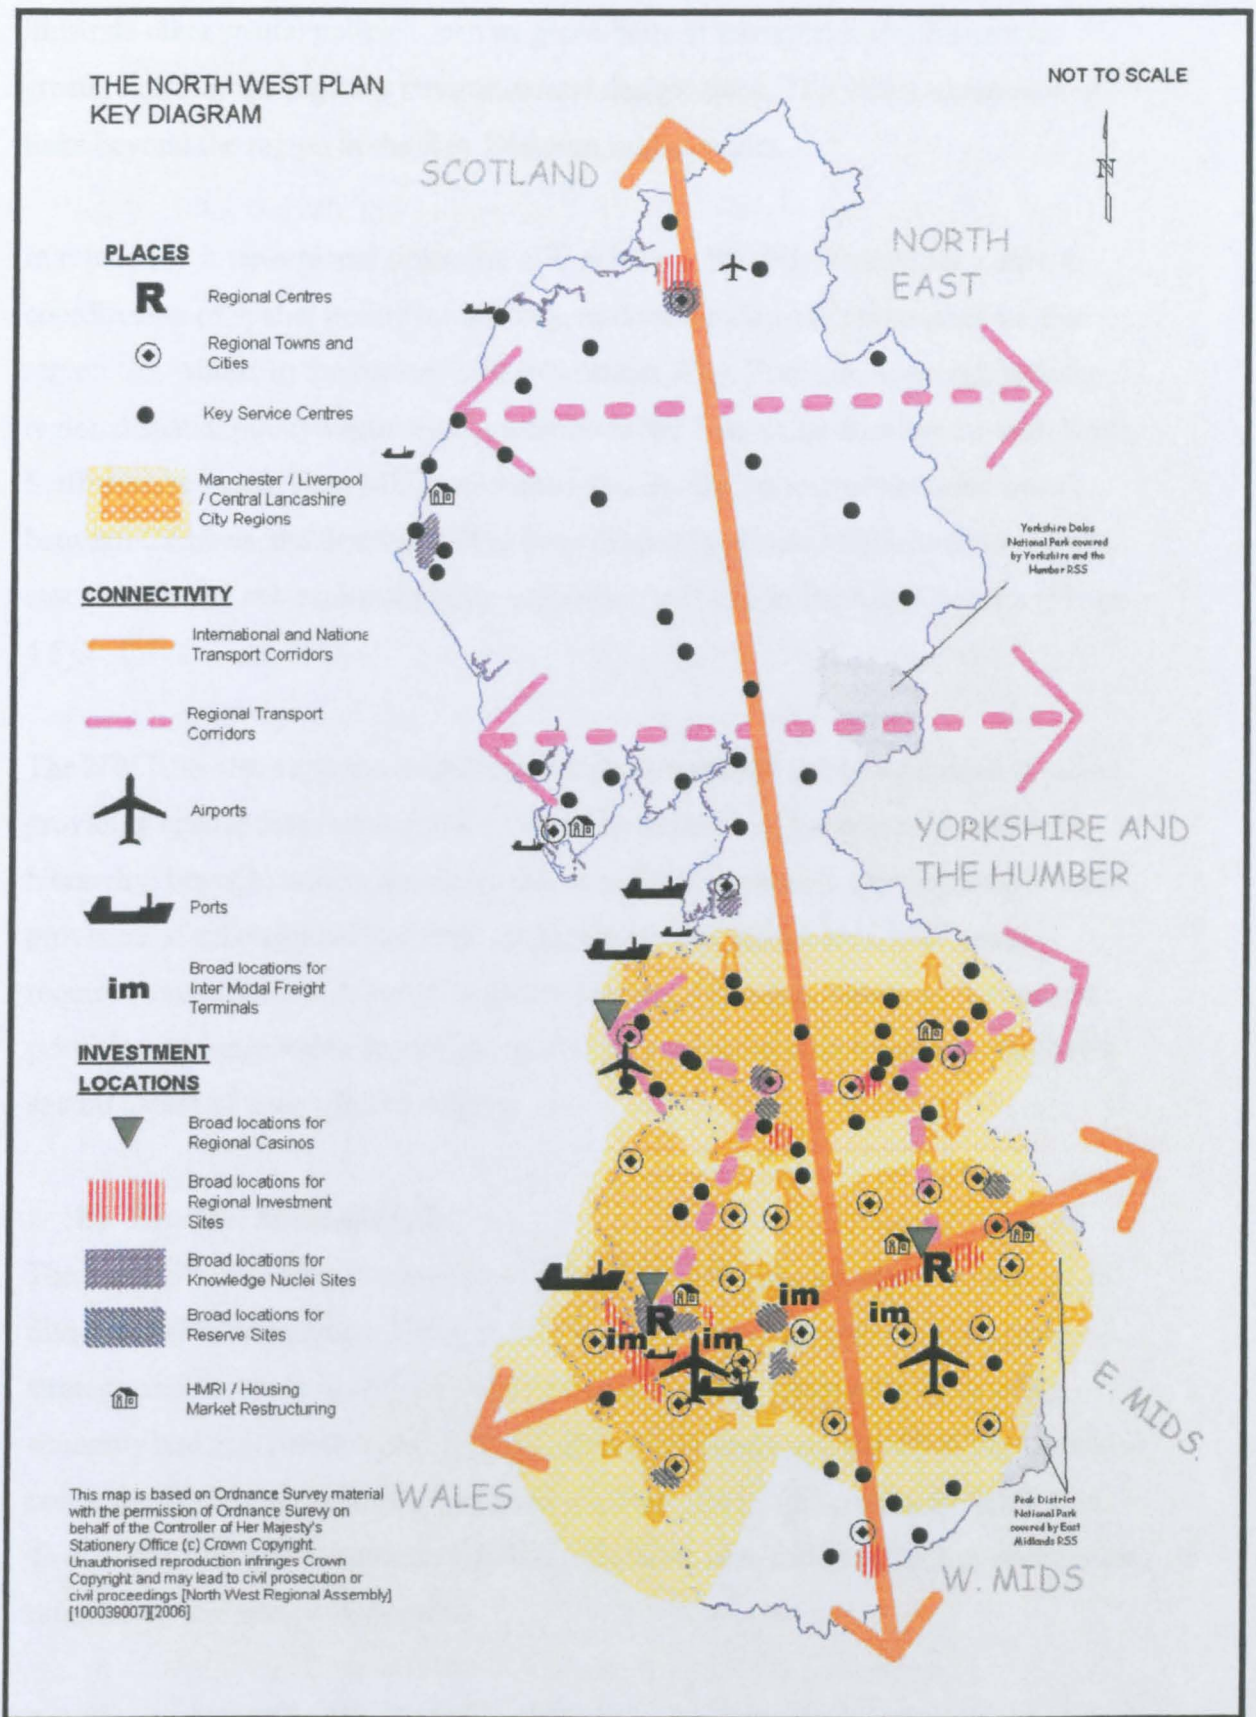 THE NORTH WEST PLAN
KEY DIAGRAM
NOT TO SCALE
N
SCOTLAND
NORTH
EAST
PLACES
R
Regional Centres
Regional Towns and
Cities
Key Service Centres
Manchester / Liverpool
/ Central Lancashire
City Regions
Yorkshire Dales
National Park covered
by Yorkshire and the
Humber RSS
CONNECTIVITY
International and Nationa
Transport Corridors
Regional Transport
Corridors
Airports
YORKSHIRE AND
THE HUMBER
Ports
im
Broad locations for
Inter Modal Freight
Terminals
INVESTMENT
LOCATIONS
Broad locations for
Regional Casinos
Broad locations for
Regional Investment
Sites
Broad locations for
Knowledge Nuclei Sites
Broad locations for
Reserve Sites
HMRI / Housing
Market Restructuring
R
im
im
R
im
im
E. MIDS.
WALES
Peak District
National Park
covered by East
Midlands RSS
W. MIDS
This map is based on Ordnance Survey material
with the permission of Ordnance Surevy on
behalf of the Controller of Her Majesty's
Stationery Office (c) Crown Copyright.
Unauthorised reproduction infringes Crown
Copyright and may lead to civil prosecution or
civil proceedings [North West Regional Assembly]
[100039007][2006]